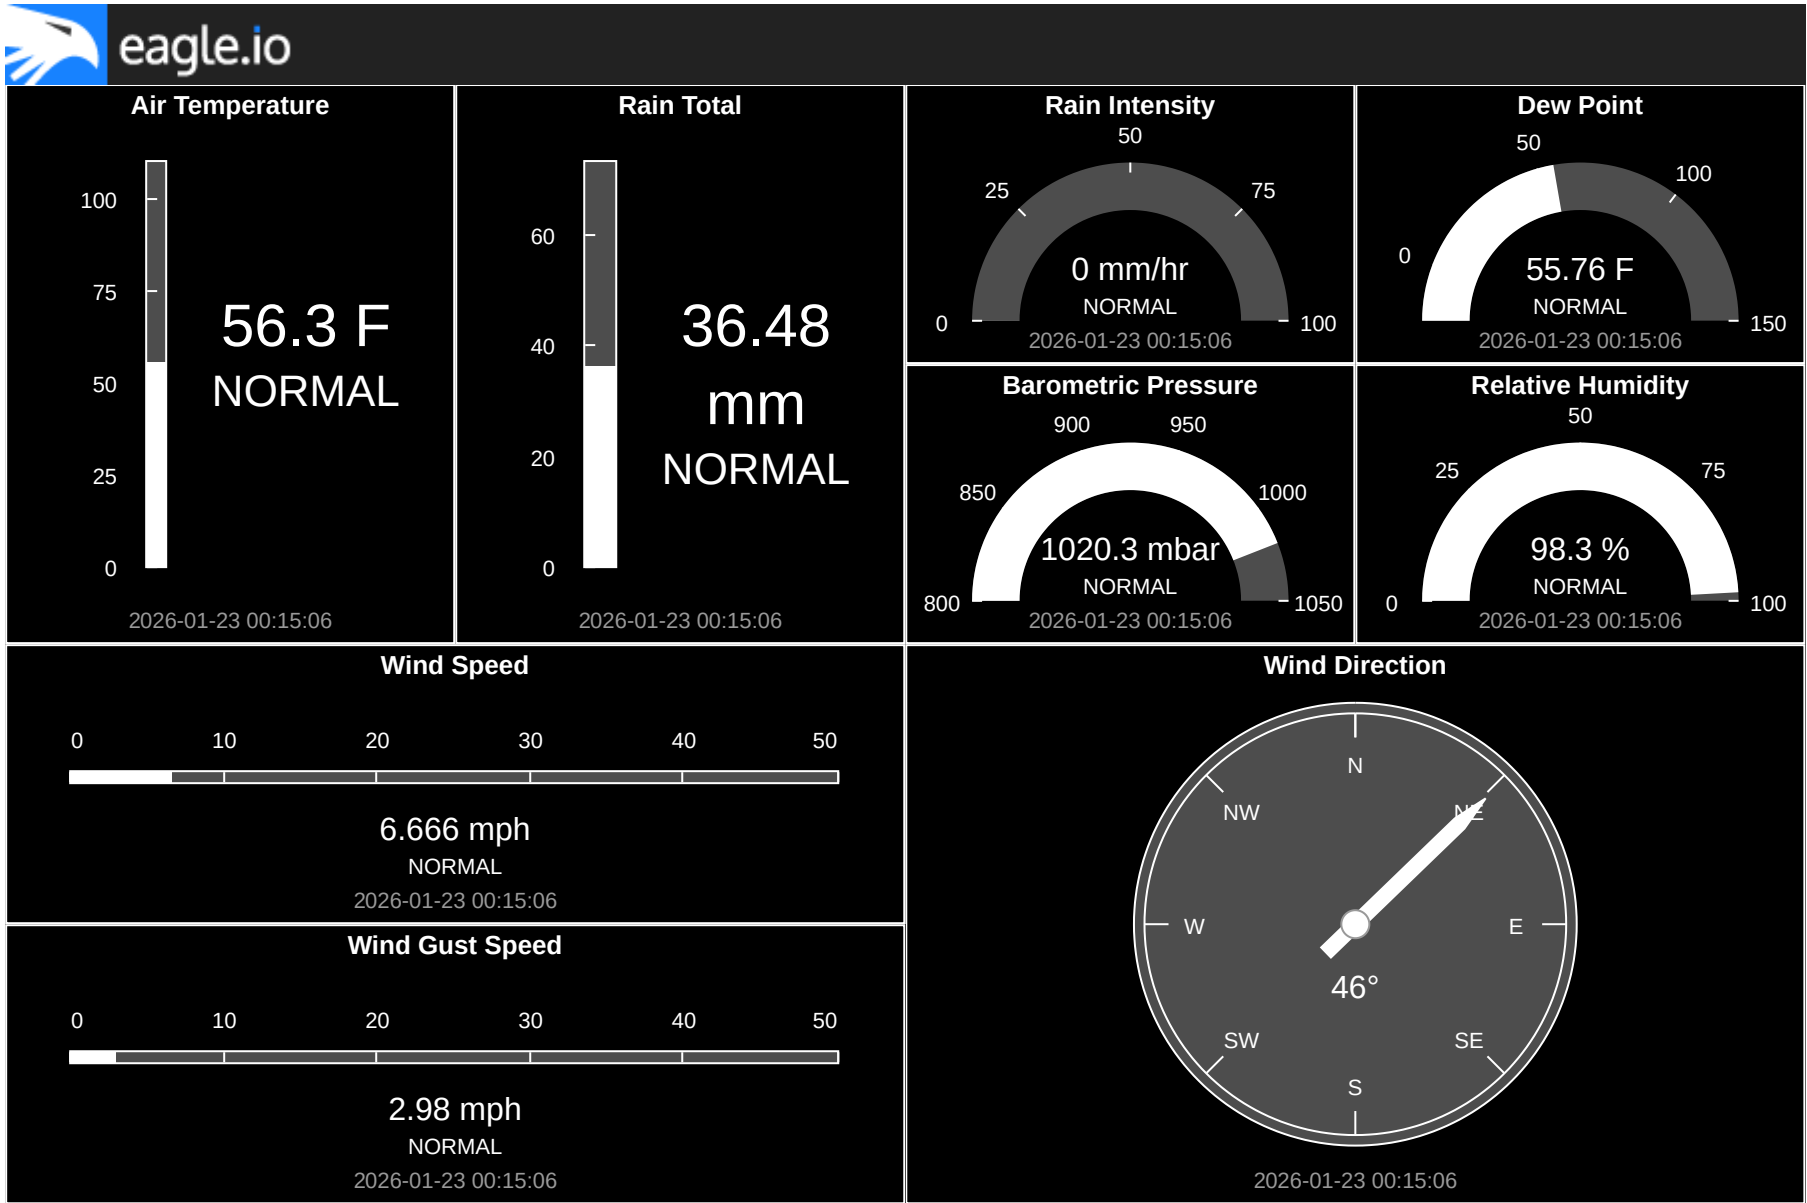 eagle.io
Air Temperature
100
75
50
25
0
56.3 F
NORMAL
2026-01-23 00:15:06
Rain Total
60
40
20
0
36.48
mm
NORMAL
2026-01-23 00:15:06
Rain Intensity
50
25
75
0
100
0 mm/hr
NORMAL
2026-01-23 00:15:06
Dew Point
50
100
0
150
55.76 F
NORMAL
2026-01-23 00:15:06
Barometric Pressure
900
950
850
1000
800
1050
1020.3 mbar
NORMAL
2026-01-23 00:15:06
Relative Humidity
50
25
75
0
100
98.3 %
NORMAL
2026-01-23 00:15:06
Wind Speed
0 10 20 30 40 50
6.666 mph
NORMAL
2026-01-23 00:15:06
Wind Gust Speed
0 10 20 30 40 50
2.98 mph
NORMAL
2026-01-23 00:15:06
Wind Direction
N
NW NE
W E
46°
SW SE
S
2026-01-23 00:15:06